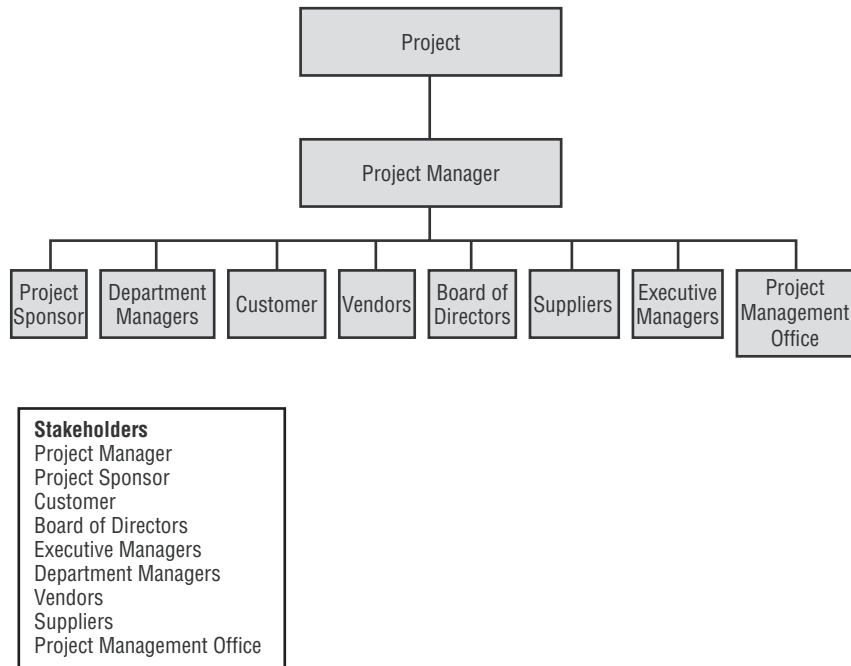 Project
Project Manager
Project
Sponsor
Department
Managers
Customer
Vendors
Board of
Directors
Suppliers
Executive
Managers
Project
Management
Office
Stakeholders
Project Manager
Project Sponsor
Customer
Board of Directors
Executive Managers
Department Managers
Vendors
Suppliers
Project Management Office